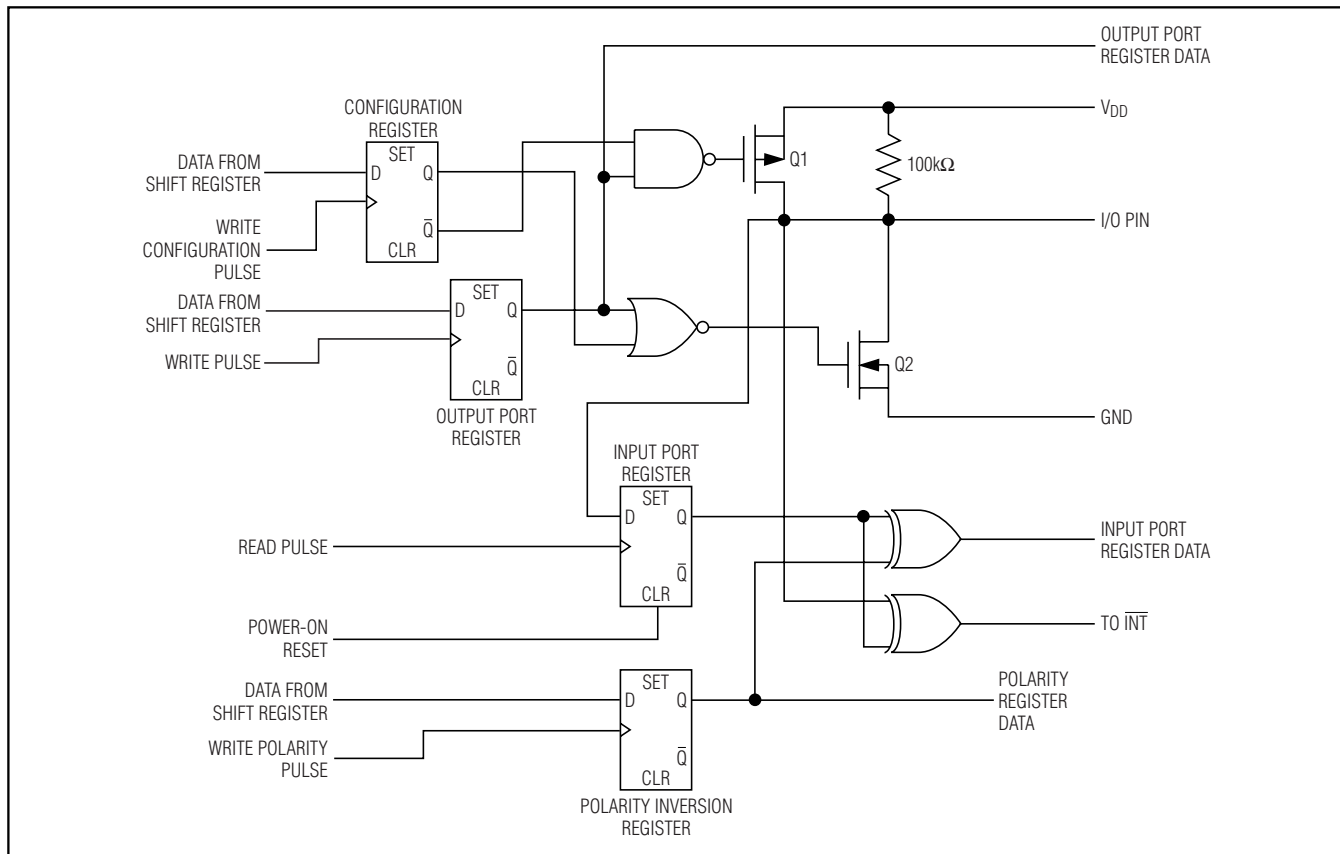 OUTPUT PORT
REGISTER DATA
CONFIGURATION
REGISTER
V_DD
SET
DATA FROM
SHIFT REGISTER
D
Q
Q1
100kΩ
WRITE
CONFIGURATION
PULSE
Q̅
CLR
I/O PIN
DATA FROM
SHIFT REGISTER
SET
D
Q
WRITE PULSE
Q̅
CLR
Q2
OUTPUT PORT
REGISTER
GND
INPUT PORT
REGISTER
SET
D
Q
INPUT PORT
REGISTER DATA
READ PULSE
Q̅
CLR
POWER-ON
RESET
TO I̅N̅T̅
DATA FROM
SHIFT REGISTER
SET
D
Q
POLARITY
REGISTER
DATA
WRITE POLARITY
PULSE
Q̅
CLR
POLARITY INVERSION
REGISTER